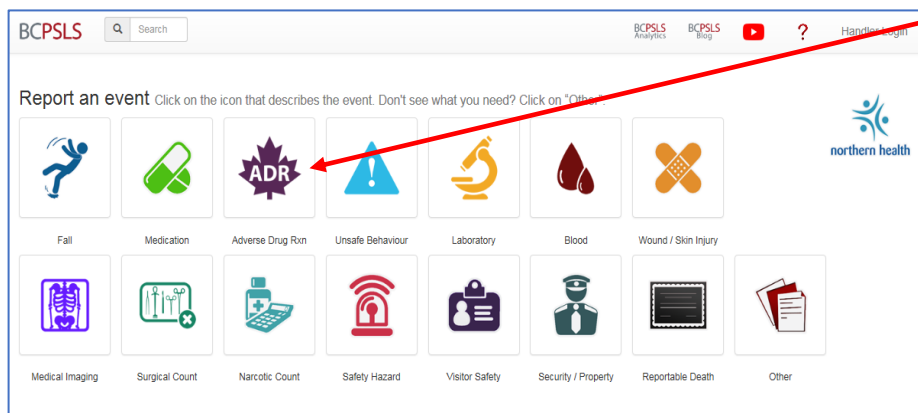 BCPSLS Search BCPSLS Analytics BCPSLS Blog ? Handler Login
Report an event Click on the icon that describes the event. Don't see what you need? Click on "Other".
ADR
northern health
Fall Medication Adverse Drug Rxn Unsafe Behaviour Laboratory Blood Wound / Skin Injury
Medical Imaging Surgical Count Narcotic Count Safety Hazard Visitor Safety Security / Property Reportable Death Other